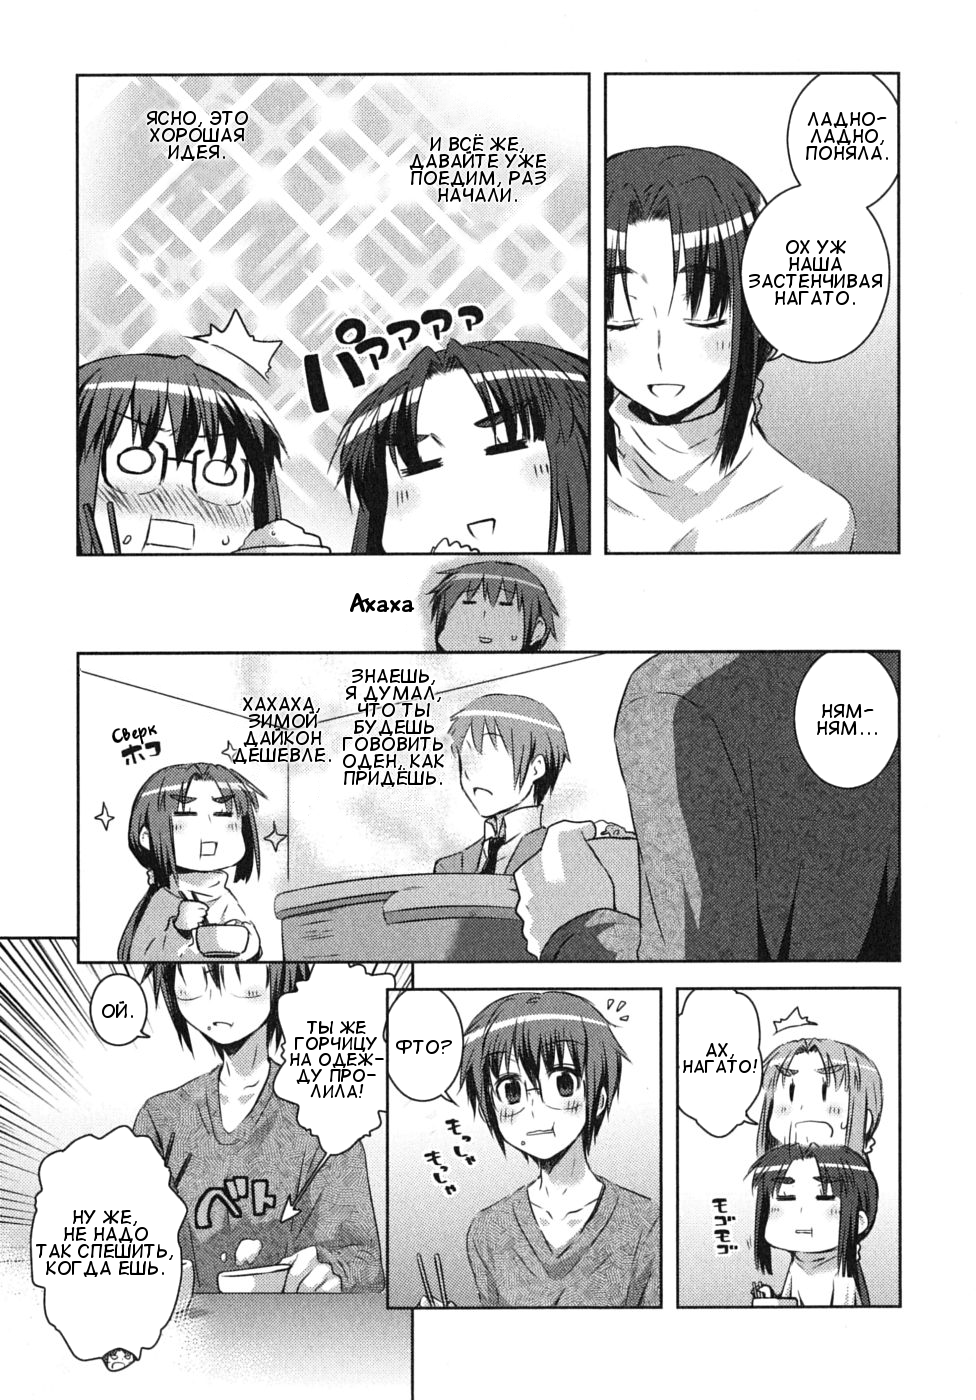 ЛАДНО-
ЛАДНО,
ПОНЯЛА.
ОХ УЖ
НАША
ЗАСТЕНЧИВАЯ
НАГАТО.
И ВСЁ ЖЕ,
ДАВАЙТЕ УЖЕ
ПОЕДИМ, РАЗ
НАЧАЛИ.
ЯСНО, ЭТО
ХОРОШАЯ
ИДЕЯ.
パァァァァ
Ахаха
НЯМ-
НЯМ...
ЗНАЕШЬ,
Я ДУМАЛ,
ЧТО ТЫ
БУДЕШЬ
ГОВОВИТЬ
ОДЕН, КАК
ПРИДЁШЬ.
ХАХАХА,
ЗИМОЙ
ДАЙКОН
ДЕШЕВЛЕ.
Сверк
ホコ
АХ,
НАГАТО!
モゴモゴ
ФТО?
もっしゃ
もっしゃ
ТЫ ЖЕ
ГОРЧИЦУ
НА ОДЕЖ-
ДУ ПРО-
ЛИЛА!
ОЙ.
ベト
НУ ЖЕ,
НЕ НАДО
ТАК СПЕШИТЬ,
КОГДА ЕШЬ.